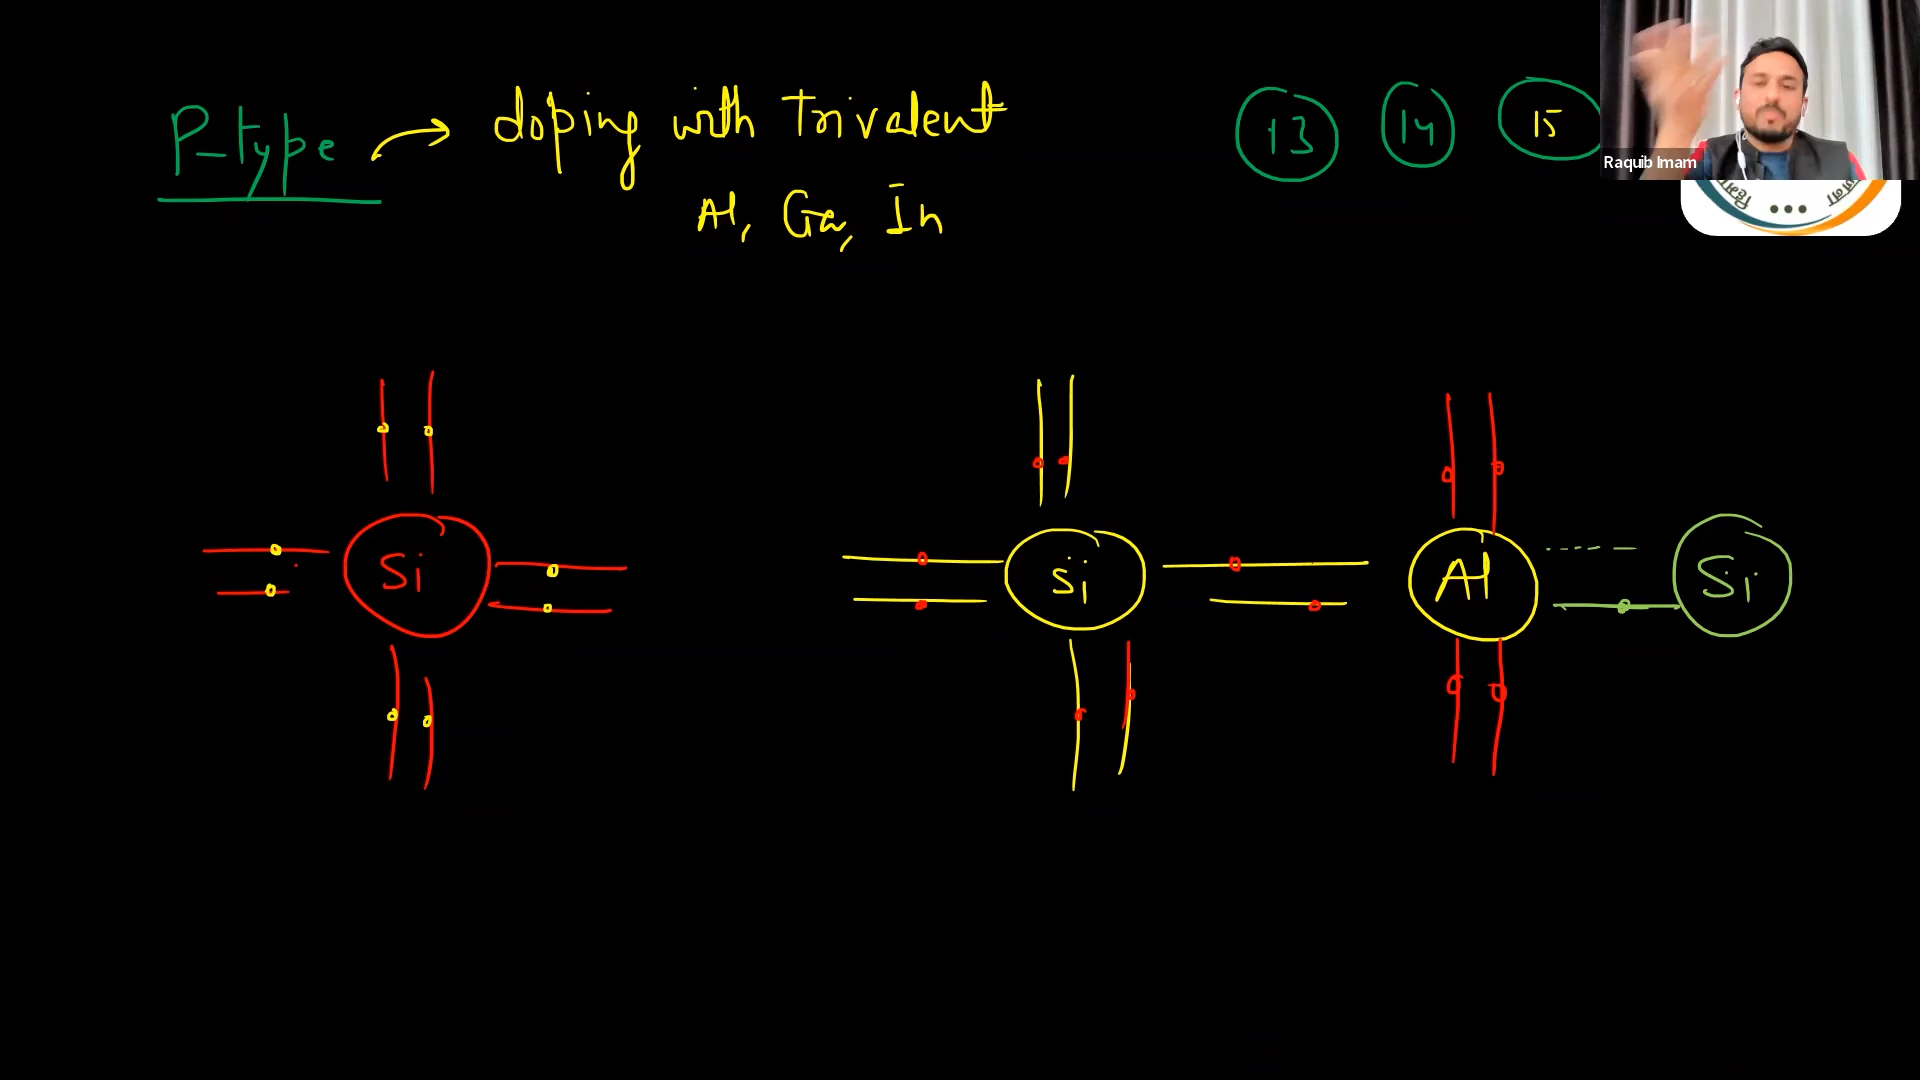 P-type → doping with Trivalent
13 14 15
Al, Ga, In
Raquib Imam
Si
Si
Al
Si